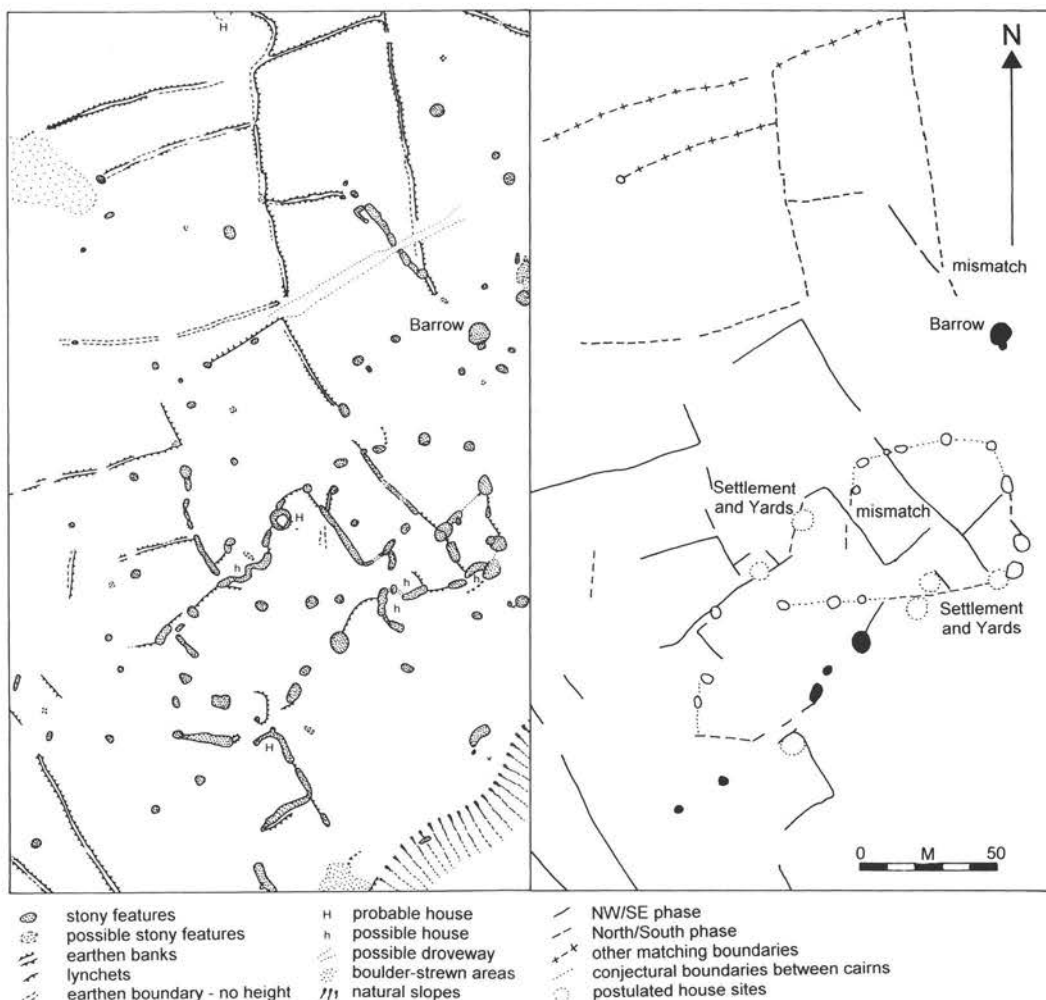 H
N
mismatch
Barrow
Barrow
Settlement
and Yards
mismatch
H
h
h
h
h
Settlement
and Yards
H
0 M 50
stony features
possible stony features
earthen banks
lynchets
earthen boundary - no height
H probable house
h possible house
possible droveway
boulder-strewn areas
natural slopes
NW/SE phase
North/South phase
other matching boundaries
conjectural boundaries between cairns
postulated house sites